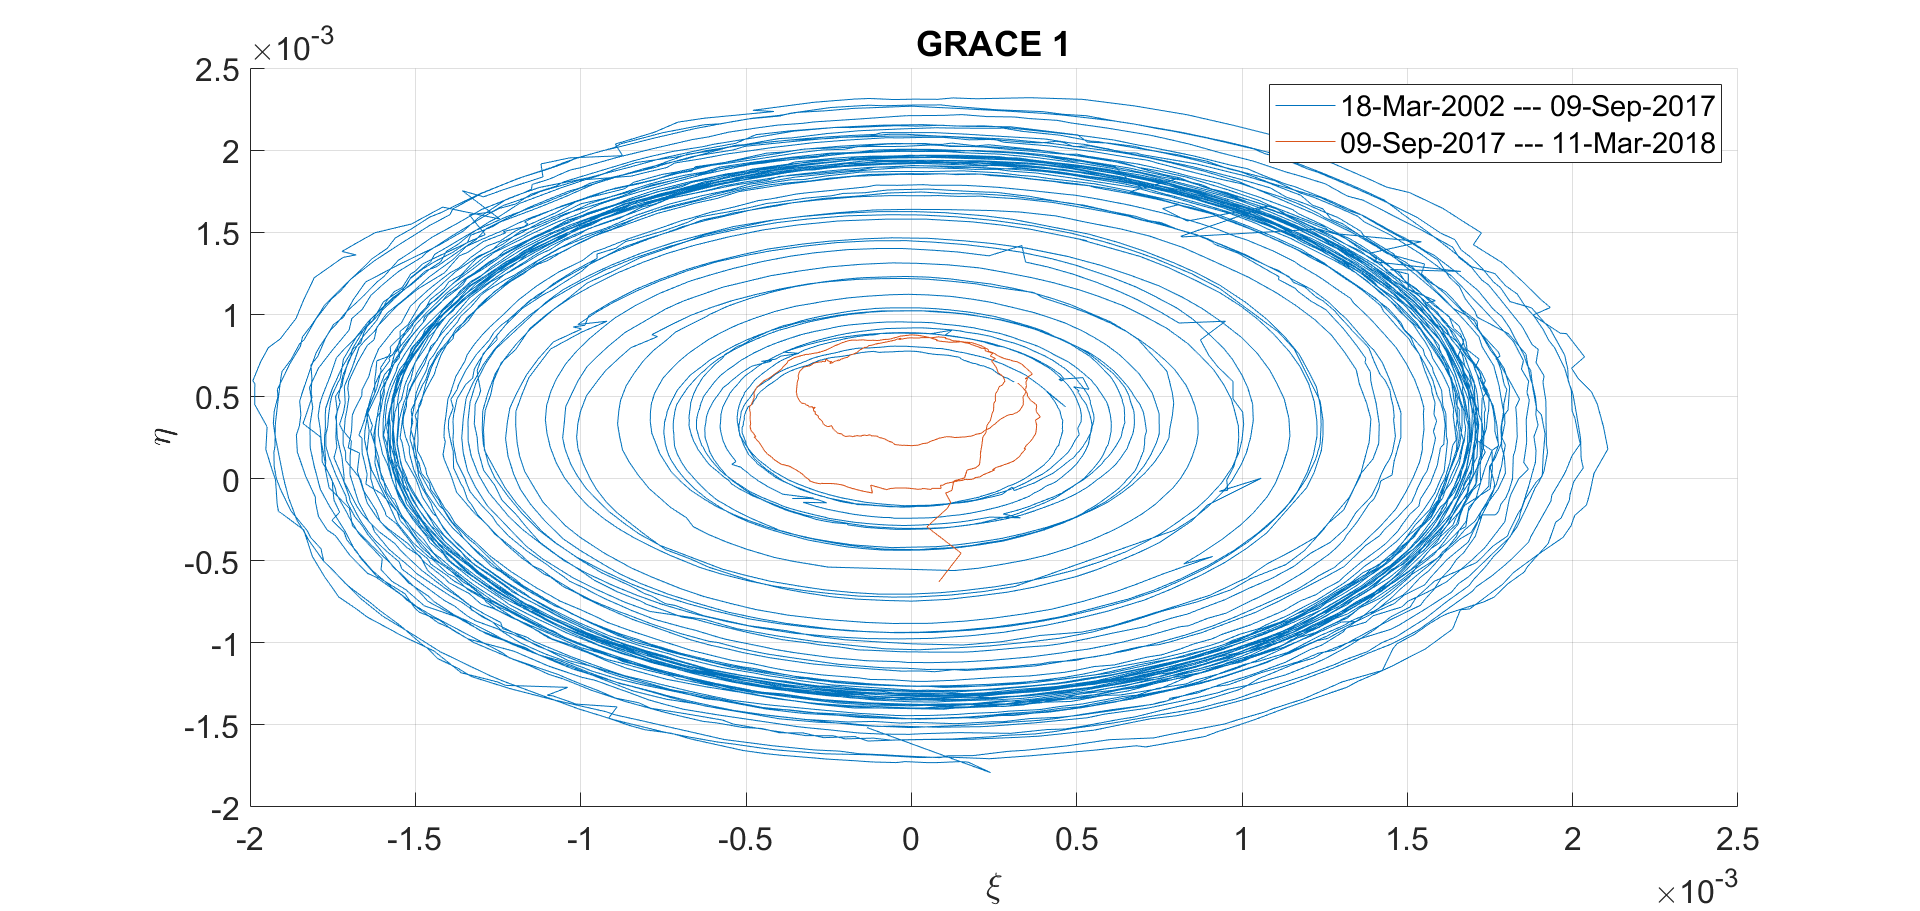 GRACE 1
×10-3
2.5
2
1.5
1
0.5
0
-0.5
-1
-1.5
-2
η
18-Mar-2002 --- 09-Sep-2017
09-Sep-2017 --- 11-Mar-2018
-2 -1.5 -1 -0.5 0 0.5 1 1.5 2 2.5
ξ
×10-3